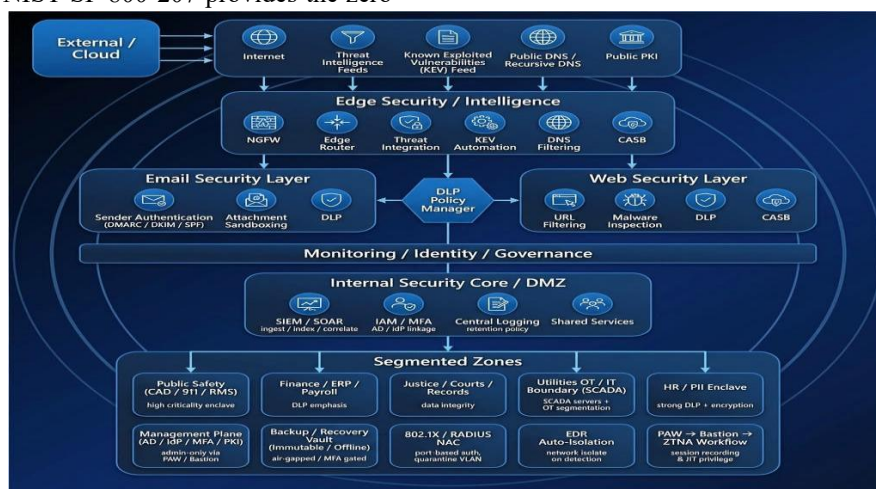 NIST SP 800-207 provides the zero
External /
Cloud
Internet
Threat
Intelligence
Feeds
Known Exploited
Vulnerabilities
(KEV) Feed
Public DNS /
Recursive DNS
Public PKI
Edge Security / Intelligence
NGFW
Edge
Router
Threat
Integration
KEV
Automation
DNS
Filtering
CASB
Email Security Layer
Sender Authentication
(DMARC / DKIM / SPF)
Attachment
Sandboxing
DLP
DLP
Policy
Manager
Web Security Layer
URL
Filtering
Malware
Inspection
DLP
CASB
Monitoring / Identity / Governance
Internal Security Core / DMZ
SIEM / SOAR
ingest / index / correlate
IAM / MFA
AD / IdP linkage
Central Logging
retention policy
Shared Services
Segmented Zones
Public Safety
(CAD / 911 / RMS)
high criticality enclave
Finance / ERP /
Payroll
DLP emphasis
Justice / Courts /
Records
data integrity
Utilities OT / IT
Boundary (SCADA)
SCADA servers +
OT segmentation
HR / PII Enclave
strong DLP + encryption
Management Plane
(AD / IdP / MFA / PKI)
admin-only via
PAW / Bastion
Backup / Recovery
Vault
(Immutable / Offline)
air-gapped / MFA gated
802.1X / RADIUS
NAC
port-based auth,
quarantine VLAN
EDR
Auto-Isolation
network isolate
on detection
PAW → Bastion →
ZTNA Workflow
session recording
& JIT privilege